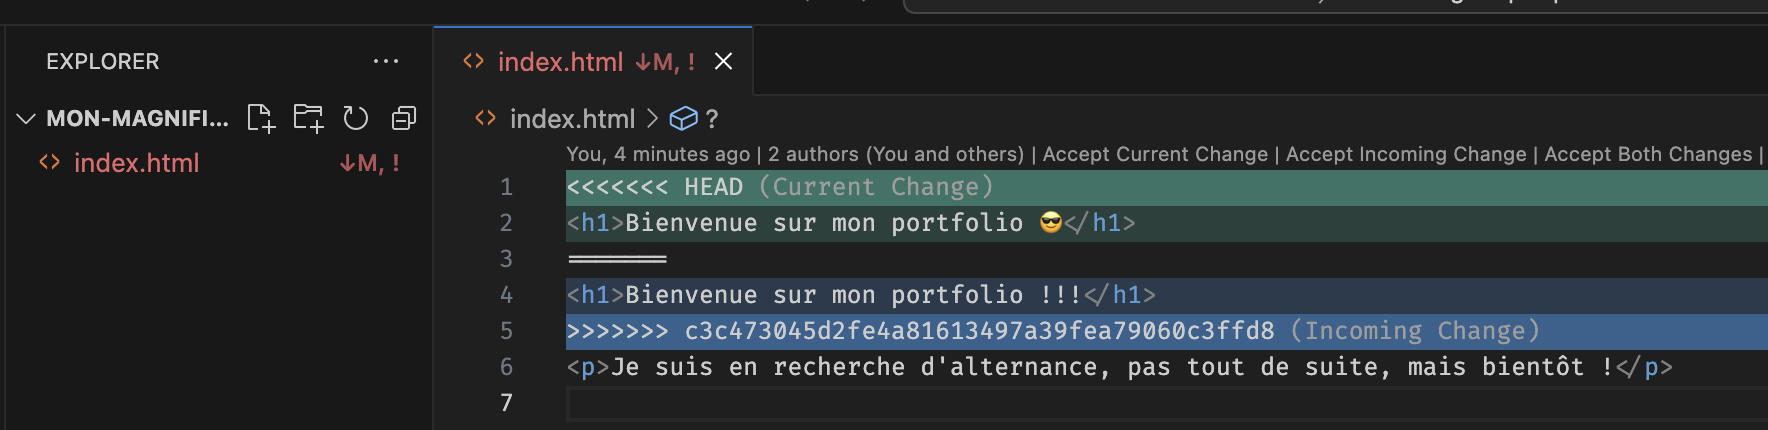 EXPLORER ···
MON-MAGNIFI...
index.html ↓M, !
index.html ↓M, !
index.html > ?
You, 4 minutes ago | 2 authors (You and others) | Accept Current Change | Accept Incoming Change | Accept Both Changes |
1 <<<<<<< HEAD (Current Change)
2 <h1>Bienvenue sur mon portfolio 😎</h1>
3 =======
4 <h1>Bienvenue sur mon portfolio !!!</h1>
5 >>>>>>> c3c473045d2fe4a81613497a39fea79060c3ffd8 (Incoming Change)
6 <p>Je suis en recherche d'alternance, pas tout de suite, mais bientôt !</p>
7